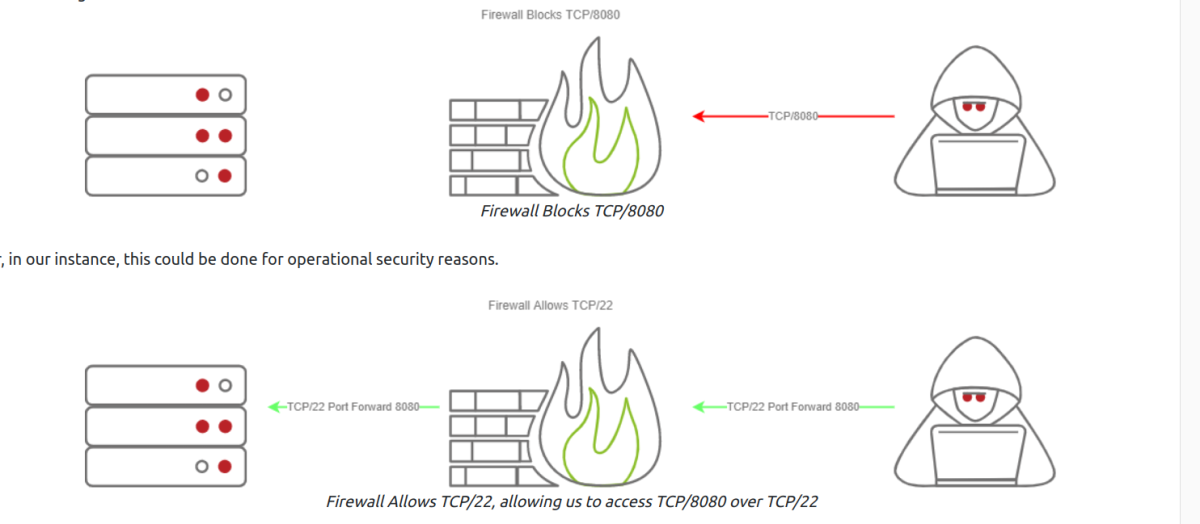 Firewall Blocks TCP/8080
TCP/8080
Firewall Blocks TCP/8080
, in our instance, this could be done for operational security reasons.
Firewall Allows TCP/22
TCP/22 Port Forward 8080
TCP/22 Port Forward 8080
Firewall Allows TCP/22, allowing us to access TCP/8080 over TCP/22